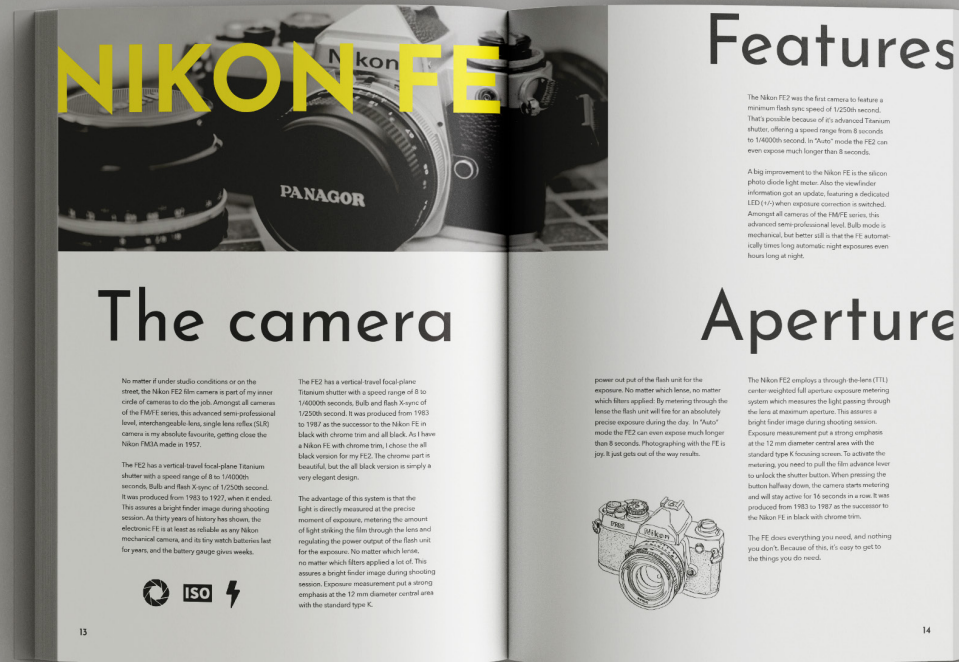 NIKON FE
Nikon
PANAGOR
The camera
No matter if under studio conditions or on the
street, the Nikon FE2 film camera is part of my inner
circle of cameras to do the job. Amongst all cameras
of the FM/FE series, this advanced semi-professional
level, interchangeable-lens, single lens reflex (SLR)
camera is my absolute favourite, getting close the
Nikon FM3A made in 1957.
The FE2 has a vertical-travel focal-plane Titanium
shutter with a speed range of 8 to 1/4000th
seconds, Bulb and flash X-sync of 1/250th second.
It was produced from 1983 to 1927, when it ended.
This assures a bright finder image during shooting
session. As thirty years of history has shown, the
electronic FE is at least as reliable as any Nikon
mechanical camera, and its tiny watch batteries last
for years, and the battery gauge gives weeks.
ISO
13
The FE2 has a vertical-travel focal-plane
Titanium shutter with a speed range of 8 to
1/4000th seconds, Bulb and flash X-sync of
1/250th second. It was produced from 1983
to 1987 as the successor to the Nikon FE in
black with chrome trim and all black. As I have
a Nikon FE with chrome trim, I chose the all
black version for my FE2. The chrome part is
beautiful, but the all black version is simply a
very elegant design.
The advantage of this system is that the
light is directly measured at the precise
moment of exposure, metering the amount
of light striking the film through the lens and
regulating the power output of the flash unit
for the exposure. No matter which lense,
no matter which filters applied a lot of. This
assures a bright finder image during shooting
session. Exposure measurement put a strong
emphasis at the 12 mm diameter central area
with the standard type K.
Features
The Nikon FE2 was the first camera to feature a
minimum flash sync speed of 1/250th second.
That's possible because of it's advanced Titanium
shutter, offering a speed range from 8 seconds
to 1/4000th second. In "Auto" mode the FE2 can
even expose much longer than 8 seconds.
A big improvement to the Nikon FE is the silicon
photo diode light meter. Also the viewfinder
information got an update, featuring a dedicated
LED (+/-) when exposure correction is switched.
Amongst all cameras of the FM/FE series, this
advanced semi-professional level. Bulb mode is
mechanical, but better still is that the FE automat-
ically times long automatic night exposures even
hours long at night.
Aperture
power out put of the flash unit for the
exposure. No matter which lense, no matter
which filters applied: By metering through the
lense the flash unit will fire for an absolutely
precise exposure during the day. In "Auto"
mode the FE2 can even expose much longer
than 8 seconds. Photographing with the FE is
joy. It just gets out of the way results.
Nikon
The Nikon FE2 employs a through-the-lens (TTL)
center-weighted full aperture exposure metering
system which measures the light passing through
the lens at maximum aperture. This assures a
bright finder image during shooting session.
Exposure measurement put a strong emphasis
at the 12 mm diameter central area with the
standard type K focusing screen. To activate the
metering, you need to pull the film advance lever
to unlock the shutter button. When pressing the
button halfway down, the camera starts metering
and will stay active for 16 seconds in a row. It was
produced from 1983 to 1987 as the successor to
the Nikon FE in black with chrome trim.
The FE does everything you need, and nothing
you don't. Because of this, it's easy to get to
the things you do need.
14